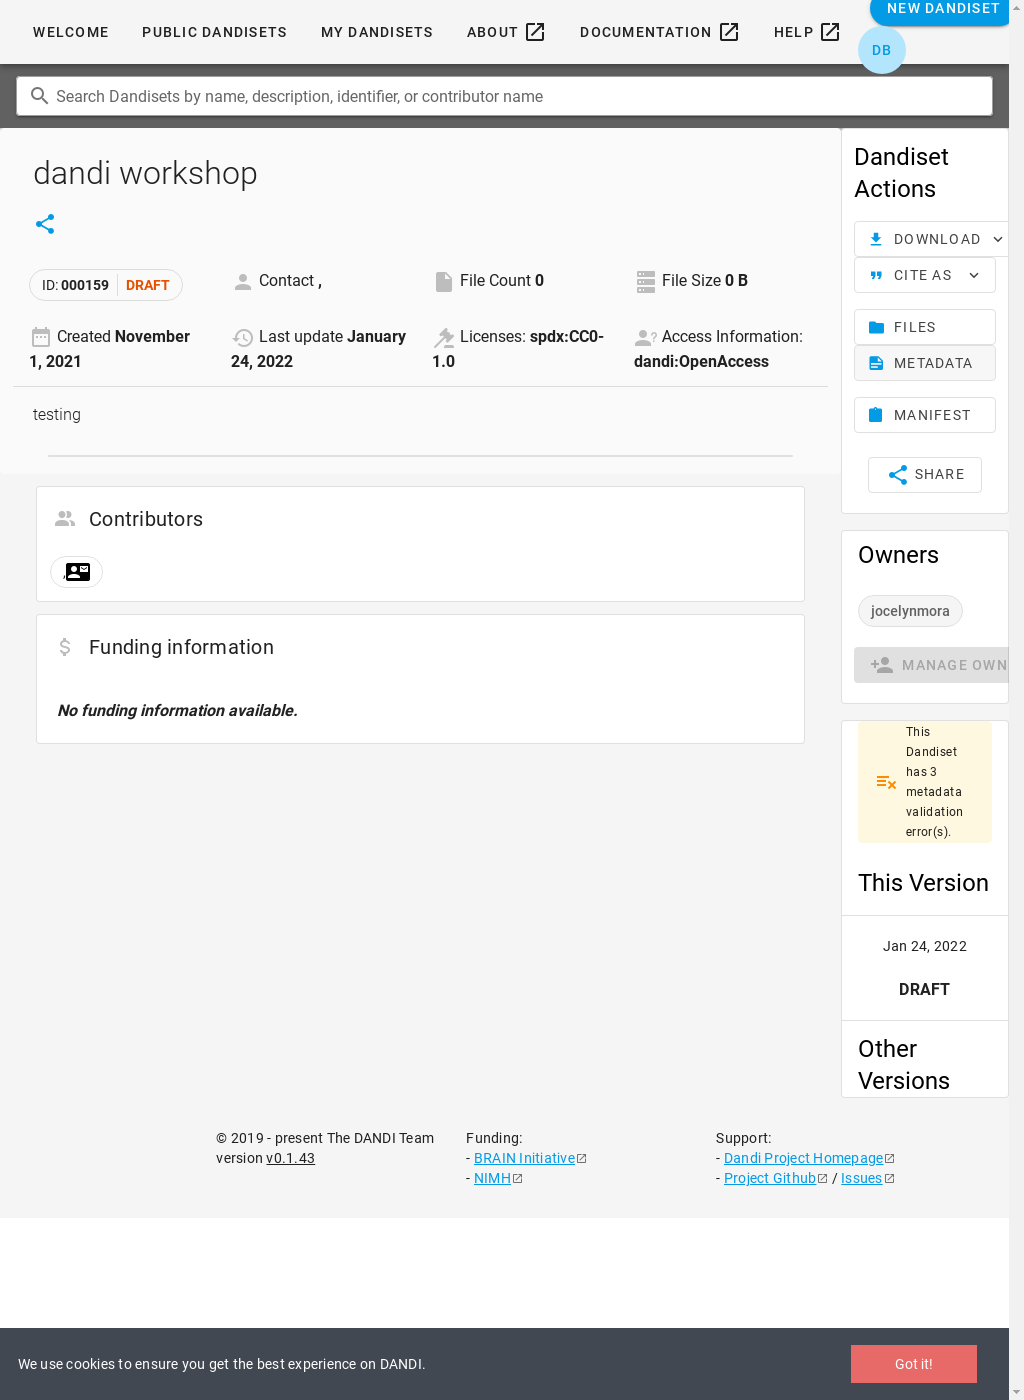 WELCOME PUBLIC DANDISETS MY DANDISETS ABOUT DOCUMENTATION HELP NEW DANDISET
DB
Search Dandisets by name, description, identifier, or contributor name
dandi workshop
ID: 000159 DRAFT
Contact ,
File Count 0
File Size 0 B
Created November
1, 2021
Last update January
24, 2022
Licenses: spdx:CC0-
1.0
Access Information:
dandi:OpenAccess
testing
Contributors
,
Funding information
No funding information available.
Dandiset
Actions
DOWNLOAD
CITE AS
FILES
METADATA
MANIFEST
SHARE
Owners
jocelynmora
MANAGE OWN
This
Dandiset
has 3
metadata
validation
error(s).
This Version
Jan 24, 2022
DRAFT
Other
Versions
© 2019 - present The DANDI Team
version v0.1.43
Funding:
- BRAIN Initiative
- NIMH
Support:
- Dandi Project Homepage
- Project Github / Issues
We use cookies to ensure you get the best experience on DANDI.
Got it!